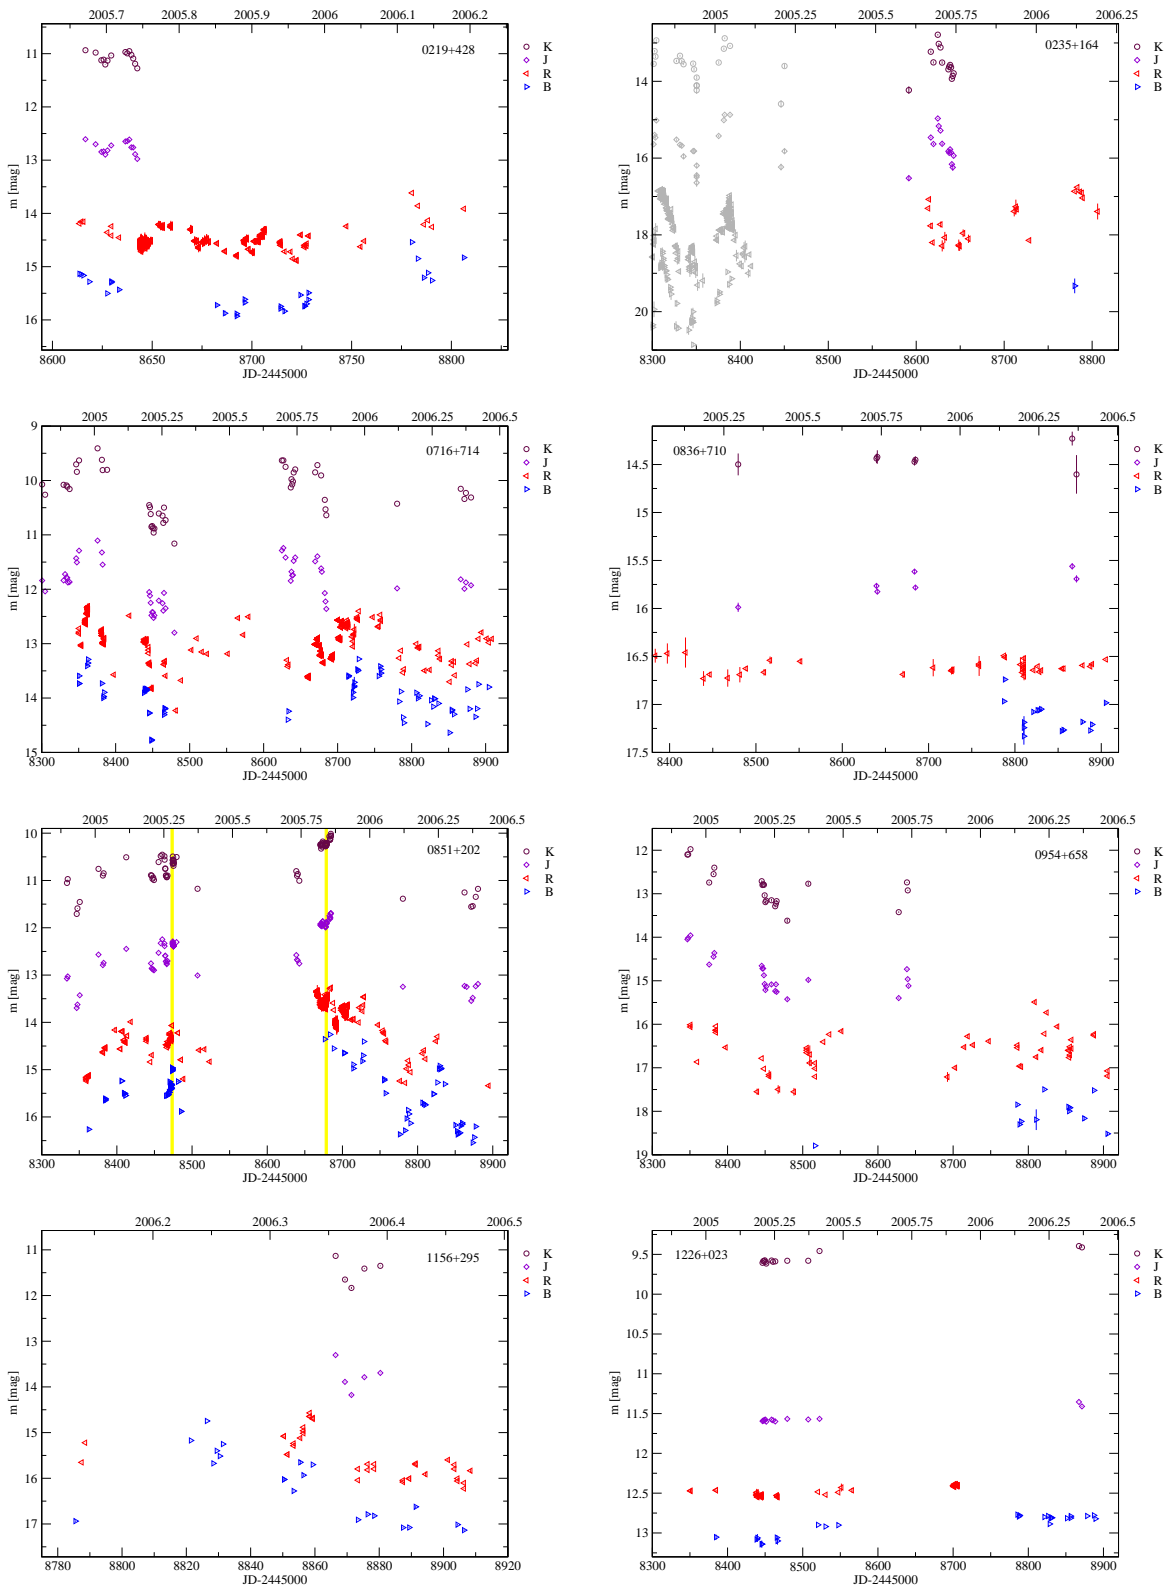 2005.7 2005.8 2005.9 2006 2006.1 2006.2
0219+428
K
J
R
B
11
12
13
14
15
16
m [mag]
8600 8650 8700 8750 8800
JD-2445000
2005 2005.25 2005.5 2005.75 2006 2006.25
0235+164
K
J
R
B
14
16
18
20
m [mag]
8300 8400 8500 8600 8700 8800
JD-2445000
2005 2005.25 2005.5 2005.75 2006 2006.25 2006.5
0716+714
K
J
R
B
9
10
11
12
13
14
15
m [mag]
8300 8400 8500 8600 8700 8800 8900
JD-2445000
2005.25 2005.5 2005.75 2006 2006.25 2006.5
0836+710
K
J
R
B
14.5
15
15.5
16
16.5
17
17.5
m [mag]
8400 8500 8600 8700 8800 8900
JD-2445000
2005 2005.25 2005.5 2005.75 2006 2006.25 2006.5
0851+202
K
J
R
B
10
11
12
13
14
15
16
m [mag]
8300 8400 8500 8600 8700 8800 8900
JD-2445000
2005 2005.25 2005.5 2005.75 2006 2006.25 2006.5
0954+658
K
J
R
B
12
13
14
15
16
17
18
19
m [mag]
8300 8400 8500 8600 8700 8800 8900
JD-2445000
2006.2 2006.3 2006.4 2006.5
1156+295
K
J
R
B
11
12
13
14
15
16
17
m [mag]
8780 8800 8820 8840 8860 8880 8900 8920
JD-2445000
2005 2005.25 2005.5 2005.75 2006 2006.25 2006.5
1226+023
K
J
R
B
9.5
10
10.5
11
11.5
12
12.5
13
m [mag]
8300 8400 8500 8600 8700 8800 8900
JD-2445000